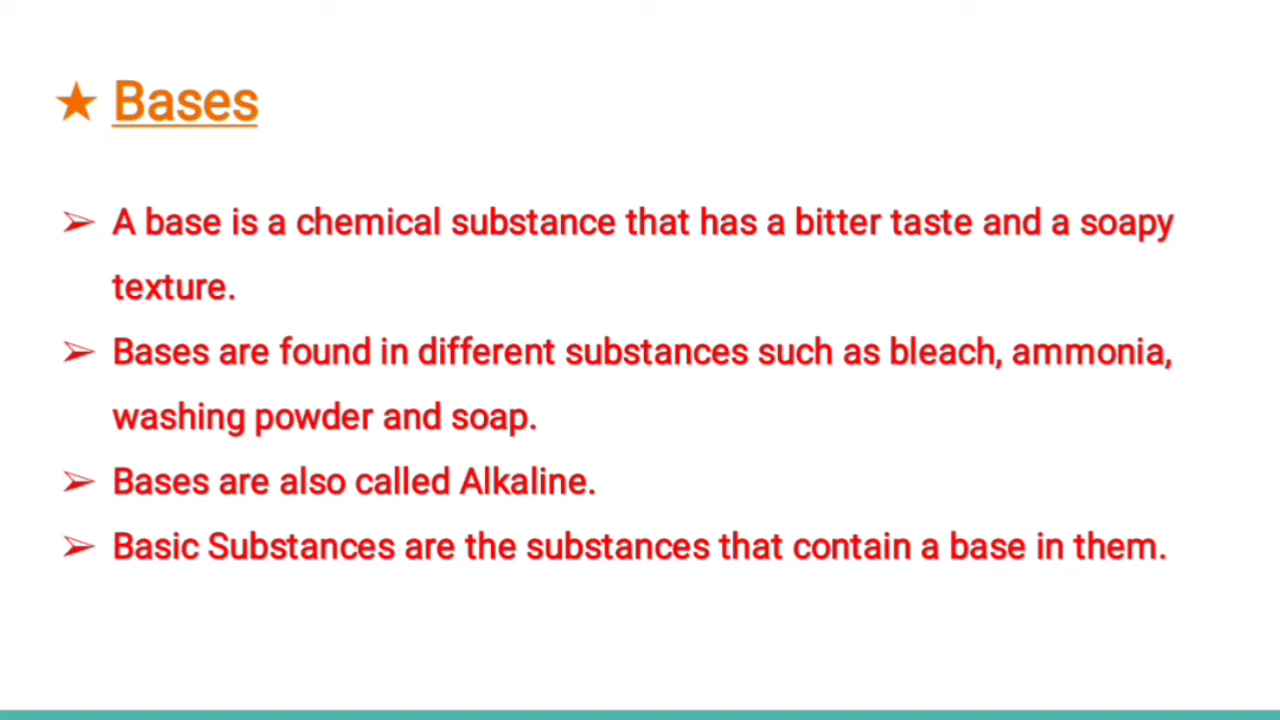 ★ Bases
➢ A base is a chemical substance that has a bitter taste and a soapy
texture.
➢ Bases are found in different substances such as bleach, ammonia,
washing powder and soap.
➢ Bases are also called Alkaline.
➢ Basic Substances are the substances that contain a base in them.